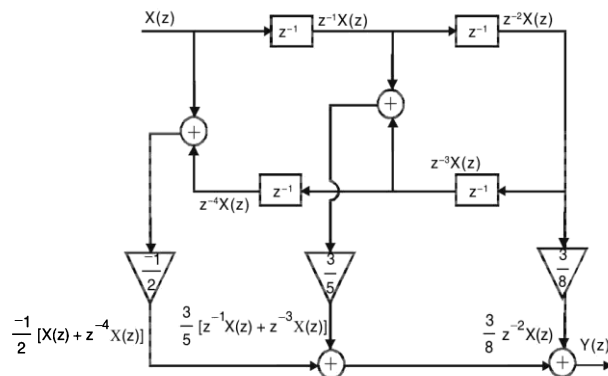 X(z) z⁻¹X(z) z⁻²X(z)
z⁻¹ z⁻¹
+
+
z⁻³X(z)
z⁻¹ z⁻¹
z⁻⁴X(z)
-1/2 3/5 3/8
-1/2 [X(z) + z⁻⁴ X(z)] 3/5 [z⁻¹X(z) + z⁻³X(z)] 3/8 z⁻²X(z) Y(z)
+ +